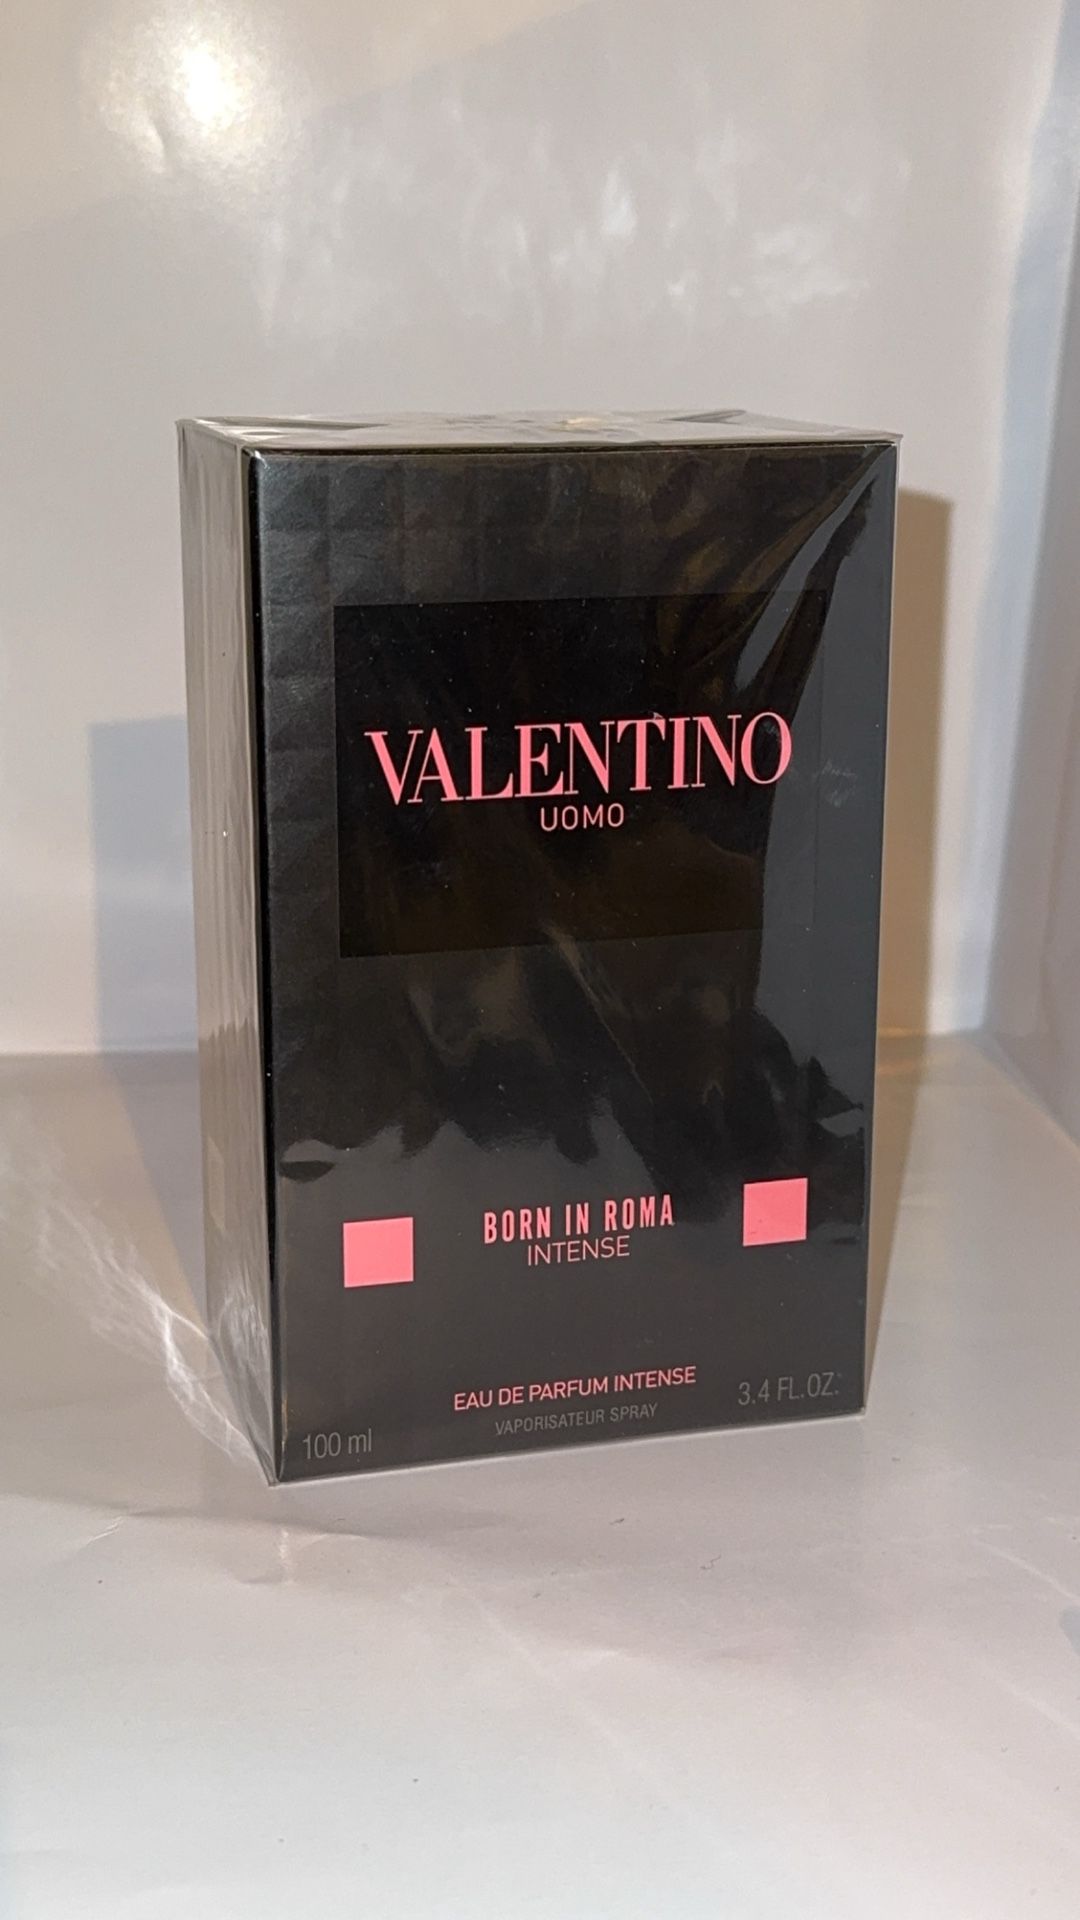 VALENTINO
UOMO
BORN IN ROMA
INTENSE
EAU DE PARFUM INTENSE
VAPORISATEUR SPRAY
100 ml
3.4 FL.OZ.